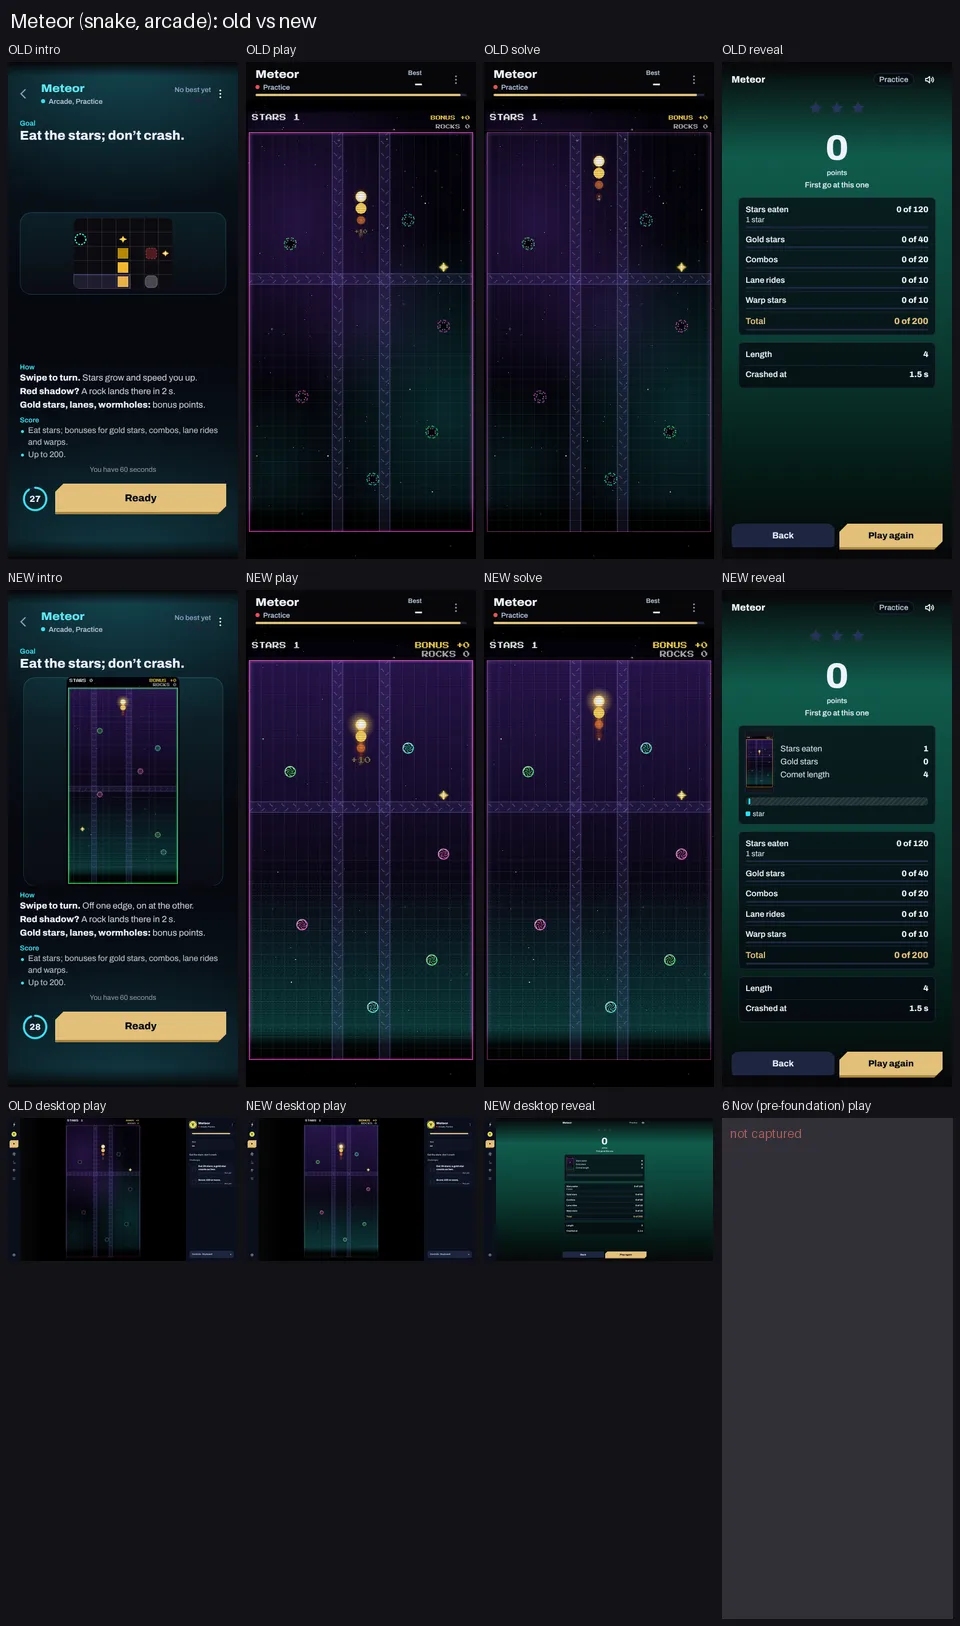 Meteor (snake, arcade): old vs new
OLD intro
OLD play
OLD solve
OLD reveal
Meteor
Arcade, Practice
No best yet
Goal
Eat the stars; don't crash.
How
Swipe to turn. Stars grow and speed you up.
Red shadow? A rock lands there in 2 s.
Gold stars, lanes, wormholes: bonus points.
Score
Eat stars; bonuses for gold stars, combos, lane rides
and warps.
Up to 200.
You have 60 seconds
27
Ready
Meteor
Practice
Best
–
STARS 1
BONUS +0
ROCKS 0
+10
Meteor
Practice
Best
–
STARS 1
BONUS +0
ROCKS 0
Meteor
Practice
0
points
First go at this one
Stars eaten 0 of 120
1 star
Gold stars 0 of 40
Combos 0 of 20
Lane rides 0 of 10
Warp stars 0 of 10
Total 0 of 200
Length 4
Crashed at 1.5 s
Back
Play again
NEW intro
NEW play
NEW solve
NEW reveal
Meteor
Arcade, Practice
No best yet
Goal
Eat the stars; don't crash.
STARS 0
BONUS +0
ROCKS 0
How
Swipe to turn. Off one edge, on at the other.
Red shadow? A rock lands there in 2 s.
Gold stars, lanes, wormholes: bonus points.
Score
Eat stars; bonuses for gold stars, combos, lane rides
and warps.
Up to 200.
You have 60 seconds
28
Ready
Meteor
Practice
Best
–
STARS 1
BONUS +0
ROCKS 0
+10
Meteor
Practice
Best
–
STARS 1
BONUS +0
ROCKS 0
Meteor
Practice
0
points
First go at this one
Stars eaten 1
Gold stars 0
Comet length 4
star
Stars eaten 0 of 120
1 star
Gold stars 0 of 40
Combos 0 of 20
Lane rides 0 of 10
Warp stars 0 of 10
Total 0 of 200
Length 4
Crashed at 1.5 s
Back
Play again
OLD desktop play
NEW desktop play
NEW desktop reveal
6 Nov (pre-foundation) play
Meteor
Meteor
0
Back
Play again
not captured